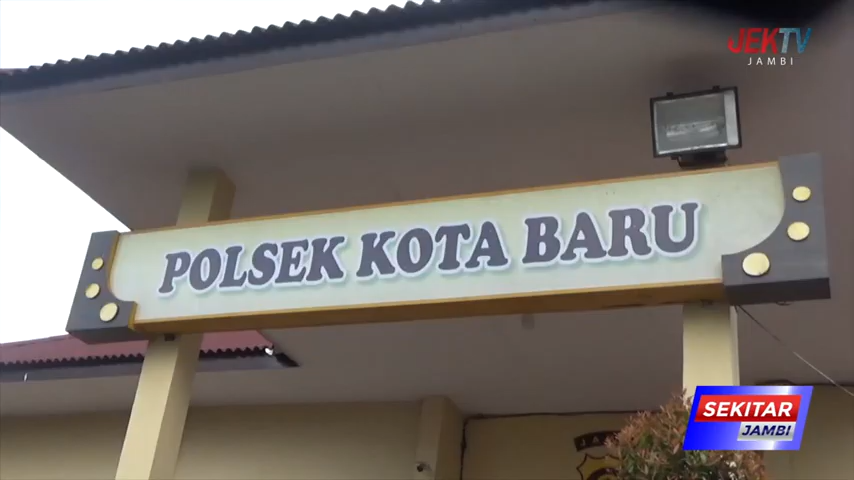 JEKTV
JAMBI
POLSEK KOTA BARU
SEKITAR
JAMBI